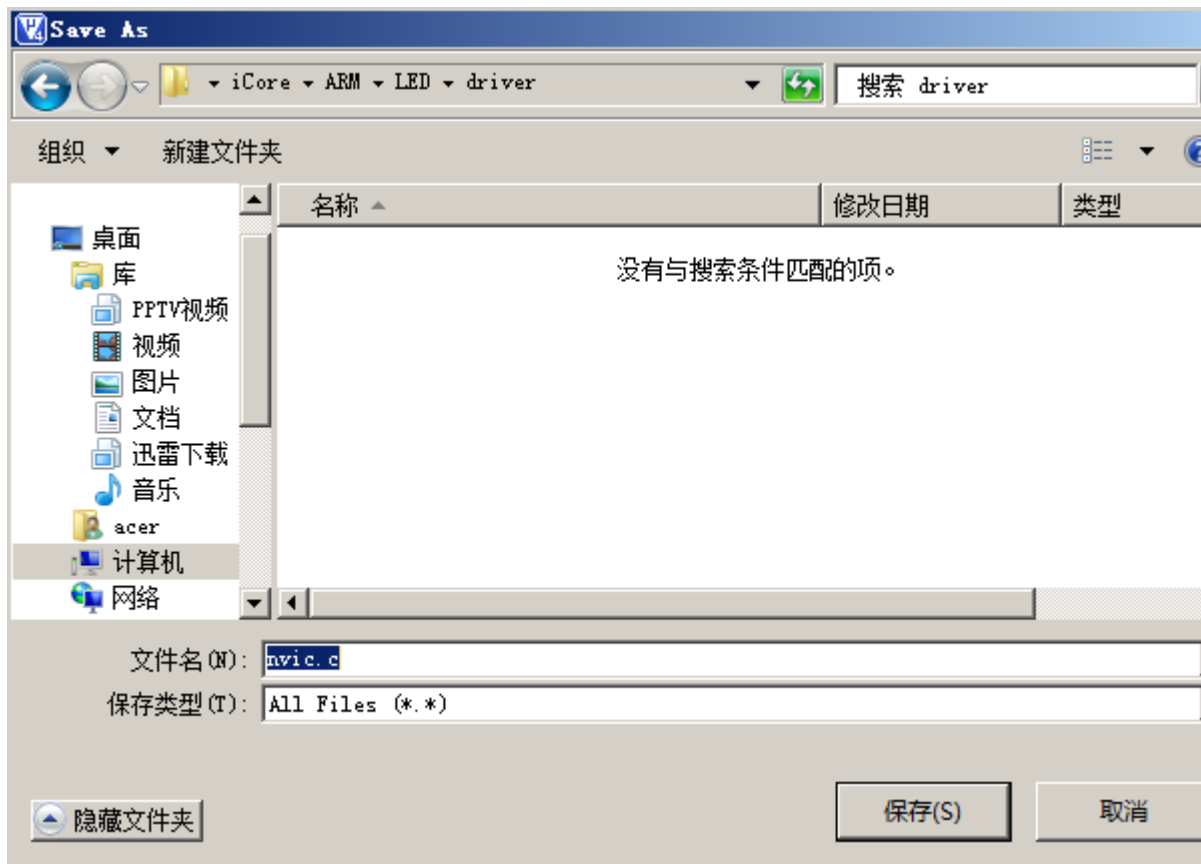 Save As
iCore ARM LED driver 搜索 driver
组织 新建文件夹
名称 修改日期 类型
没有与搜索条件匹配的项。
桌面
库
PPTV视频
视频
图片
文档
迅雷下载
音乐
acer
计算机
网络
文件名(N): nvic.c
保存类型(T): All Files (*.*)
隐藏文件夹 保存(S) 取消